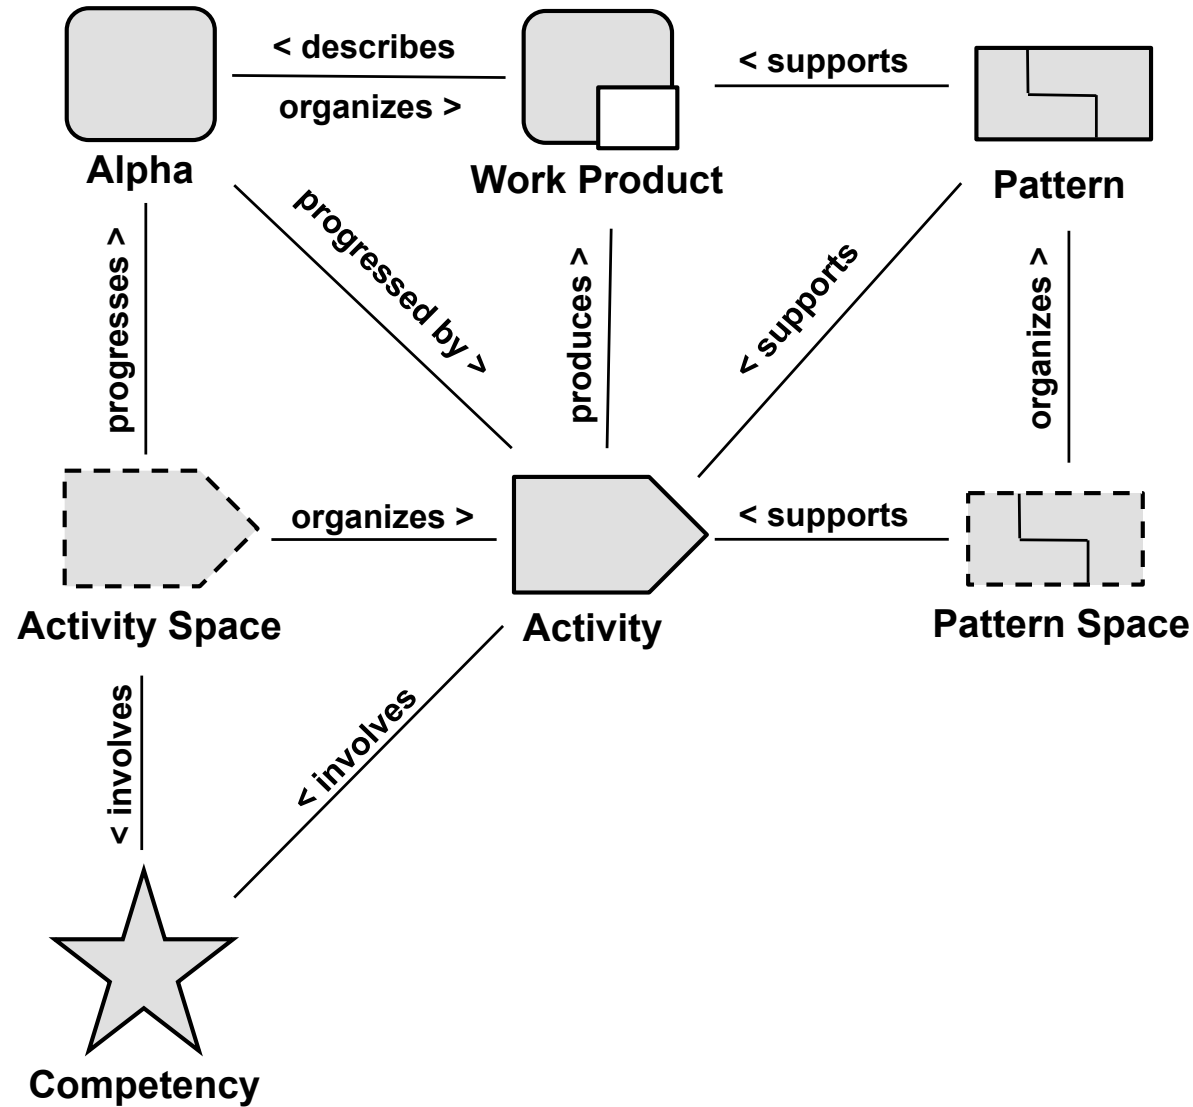 < describes
organizes >
< supports
Alpha
Work Product
Pattern
progresses >
progressed by >
produces >
< supports
organizes >
organizes >
< supports
Activity Space
Activity
Pattern Space
< involves
< involves
Competency